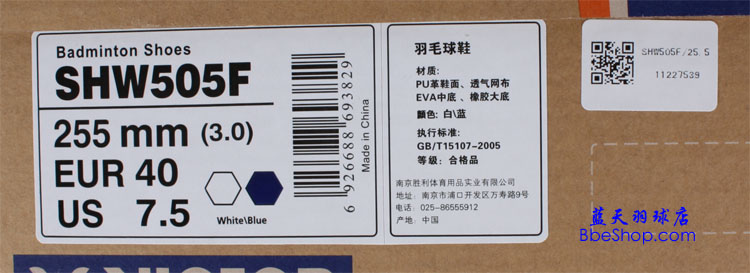 Badminton Shoes
SHW505F
255 mm (3.0)
EUR 40
US 7.5
White\Blue
6 926688 693829
Made in China
羽毛球鞋
材质:
PU革鞋面、透气网布
EVA中底 、橡胶大底
顏色: 白\蓝
执行标准:
GB/T15107-2005
等级: 合格品
南京胜利体育用品实业有限公司
地址: 南京市浦口开发区万寿路9号
电话: 025-86555912
产地: 中国
SHW505F/25.5
11227539
蓝天羽球店
BbeShop.com
VICTOR